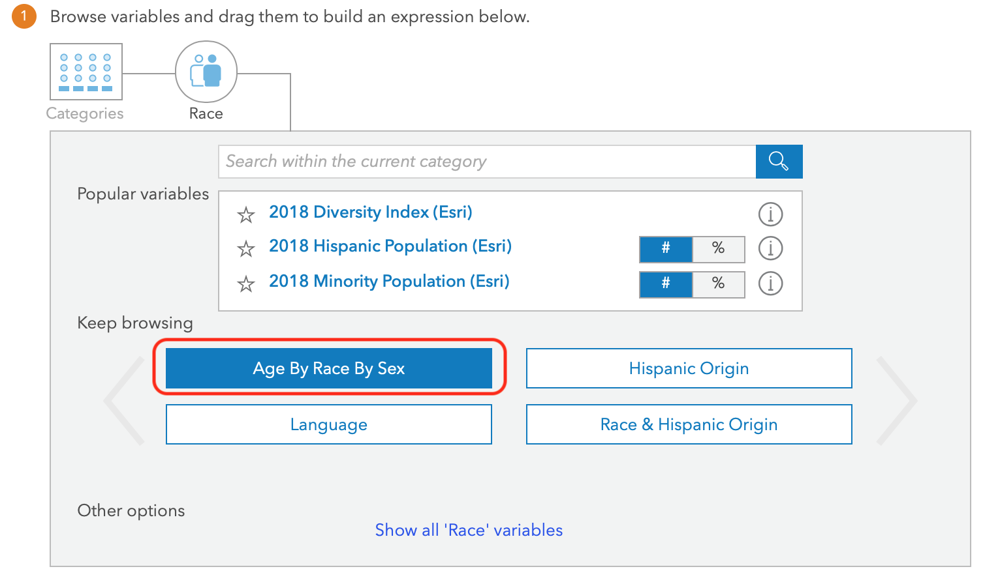 1 Browse variables and drag them to build an expression below.
Categories
Race
Search within the current category
Popular variables
2018 Diversity Index (Esri) i
2018 Hispanic Population (Esri) # % i
2018 Minority Population (Esri) # % i
Keep browsing
Age By Race By Sex
Hispanic Origin
Language
Race & Hispanic Origin
Other options
Show all 'Race' variables